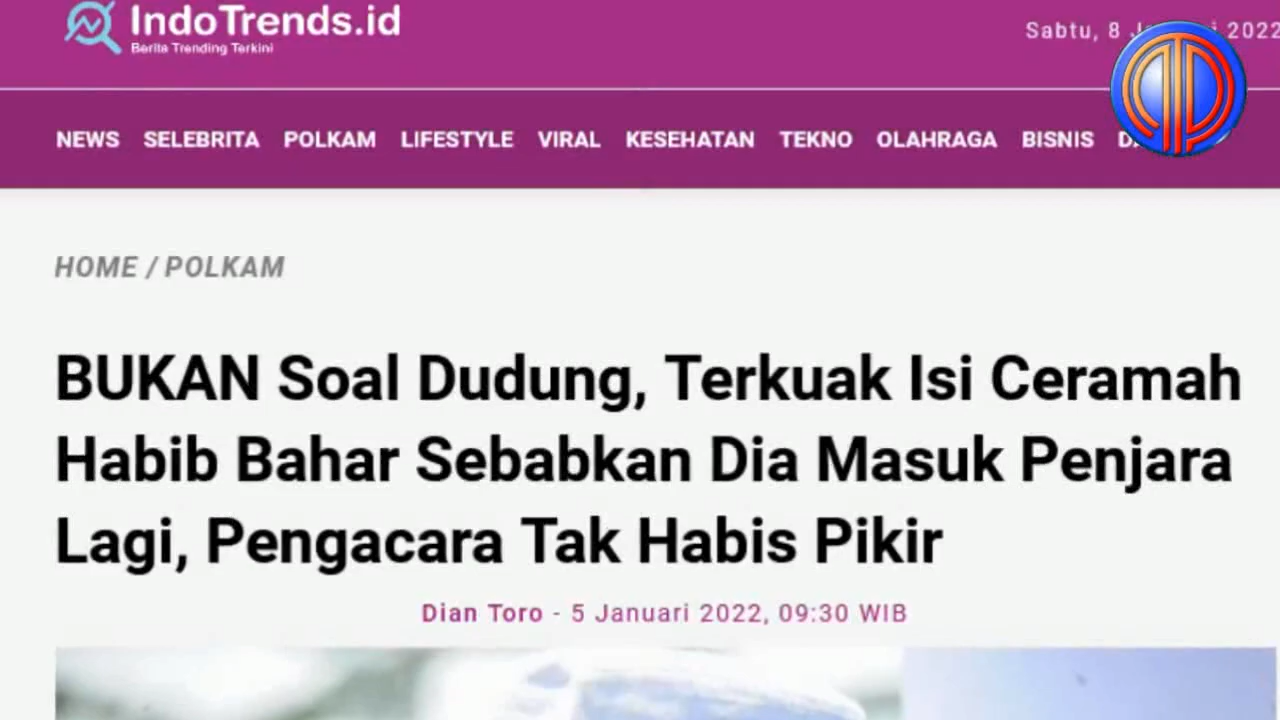 IndoTrends.id
Berita Trending Terkini
Sabtu, 8 2022
NEWS SELEBRITA POLKAM LIFESTYLE VIRAL KESEHATAN TEKNO OLAHRAGA BISNIS
HOME / POLKAM
BUKAN Soal Dudung, Terkuak Isi Ceramah
Habib Bahar Sebabkan Dia Masuk Penjara
Lagi, Pengacara Tak Habis Pikir
Dian Toro - 5 Januari 2022, 09:30 WIB